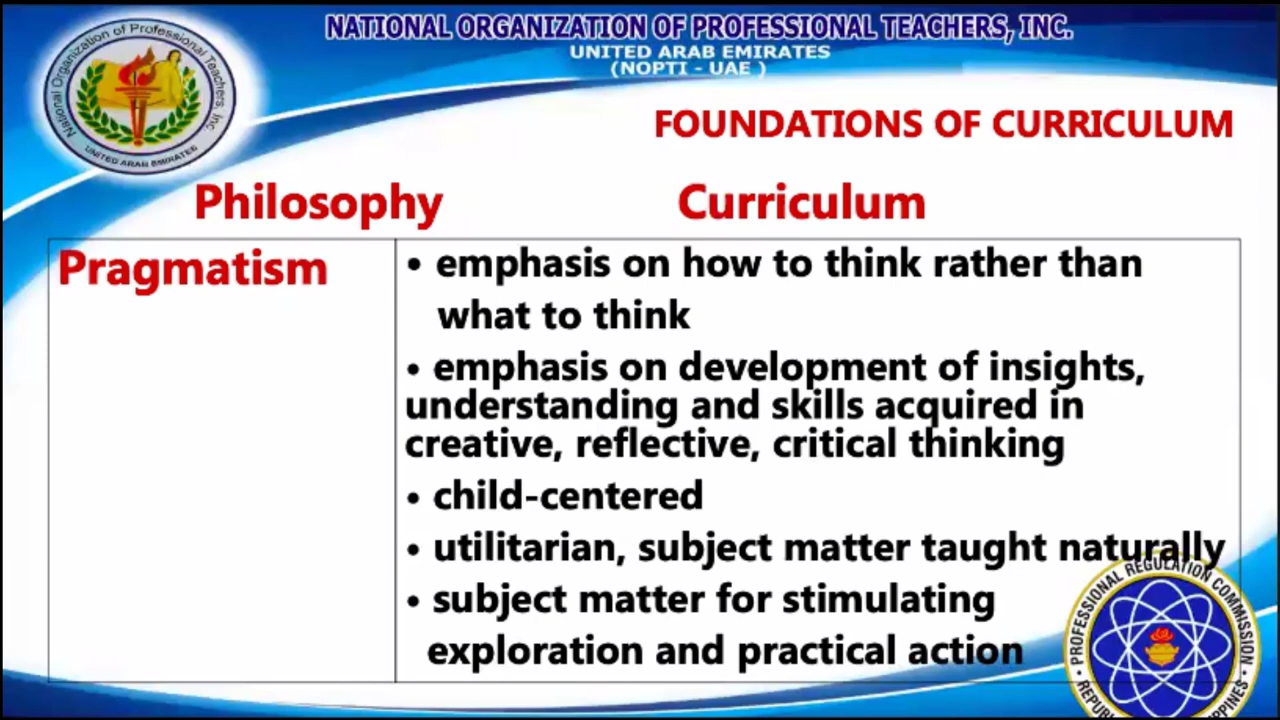 NATIONAL ORGANIZATION OF PROFESSIONAL TEACHERS, INC.
UNITED ARAB EMIRATES
(NOPTI - UAE )
National Organization of Professional Teachers, Inc
UNITED ARAB EMIRATES
FOUNDATIONS OF CURRICULUM
Philosophy Curriculum
Pragmatism
• emphasis on how to think rather than
what to think
• emphasis on development of insights,
understanding and skills acquired in
creative, reflective, critical thinking
• child-centered
• utilitarian, subject matter taught naturally
• subject matter for stimulating
exploration and practical action
PROFESSIONAL REGULATION COMMISSION